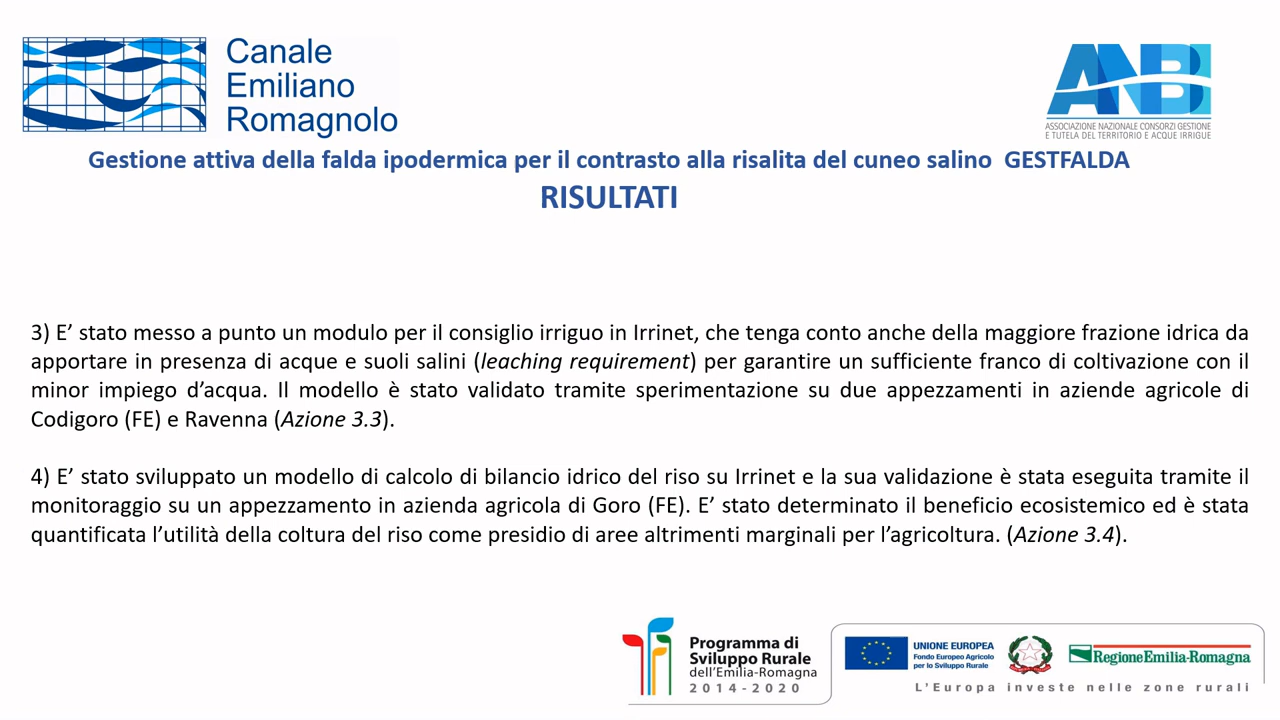 Canale
Emiliano
Romagnolo
ANBI
ASSOCIAZIONE NAZIONALE CONSORZI GESTIONE
E TUTELA DEL TERRITORIO E ACQUE IRRIGUE
Gestione attiva della falda ipodermica per il contrasto alla risalita del cuneo salino GESTFALDA
RISULTATI
3) E’ stato messo a punto un modulo per il consiglio irriguo in Irrinet, che tenga conto anche della maggiore frazione idrica da
apportare in presenza di acque e suoli salini (leaching requirement) per garantire un sufficiente franco di coltivazione con il
minor impiego d’acqua. Il modello è stato validato tramite sperimentazione su due appezzamenti in aziende agricole di
Codigoro (FE) e Ravenna (Azione 3.3).
4) E’ stato sviluppato un modello di calcolo di bilancio idrico del riso su Irrinet e la sua validazione è stata eseguita tramite il
monitoraggio su un appezzamento in azienda agricola di Goro (FE). E’ stato determinato il beneficio ecosistemico ed è stata
quantificata l’utilità della coltura del riso come presidio di aree altrimenti marginali per l’agricoltura. (Azione 3.4).
Programma di
Sviluppo Rurale
dell’Emilia-Romagna
2014-2020
UNIONE EUROPEA
Fondo Europeo Agricolo
per lo Sviluppo Rurale
RegioneEmilia-Romagna
L’Europa investe nelle zone rurali